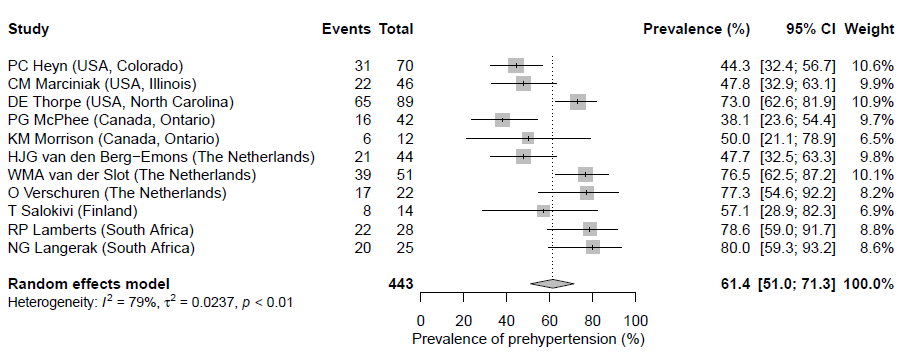 Study Events Total Prevalence (%) 95% CI Weight
PC Heyn (USA, Colorado) 31 70 44.3 [32.4; 56.7] 10.6%
CM Marciniak (USA, Illinois) 22 46 47.8 [32.9; 63.1] 9.9%
DE Thorpe (USA, North Carolina) 65 89 73.0 [62.6; 81.9] 10.9%
PG McPhee (Canada, Ontario) 16 42 38.1 [23.6; 54.4] 9.7%
KM Morrison (Canada, Ontario) 6 12 50.0 [21.1; 78.9] 6.5%
HJG van den Berg−Emons (The Netherlands) 21 44 47.7 [32.5; 63.3] 9.8%
WMA van der Slot (The Netherlands) 39 51 76.5 [62.5; 87.2] 10.1%
O Verschuren (The Netherlands) 17 22 77.3 [54.6; 92.2] 8.2%
T Salokivi (Finland) 8 14 57.1 [28.9; 82.3] 6.9%
RP Lamberts (South Africa) 22 28 78.6 [59.0; 91.7] 8.8%
NG Langerak (South Africa) 20 25 80.0 [59.3; 93.2] 8.6%
Random effects model 443 61.4 [51.0; 71.3] 100.0%
Heterogeneity: I² = 79%, τ² = 0.0237, p < 0.01
0 20 40 60 80 100
Prevalence of prehypertension (%)